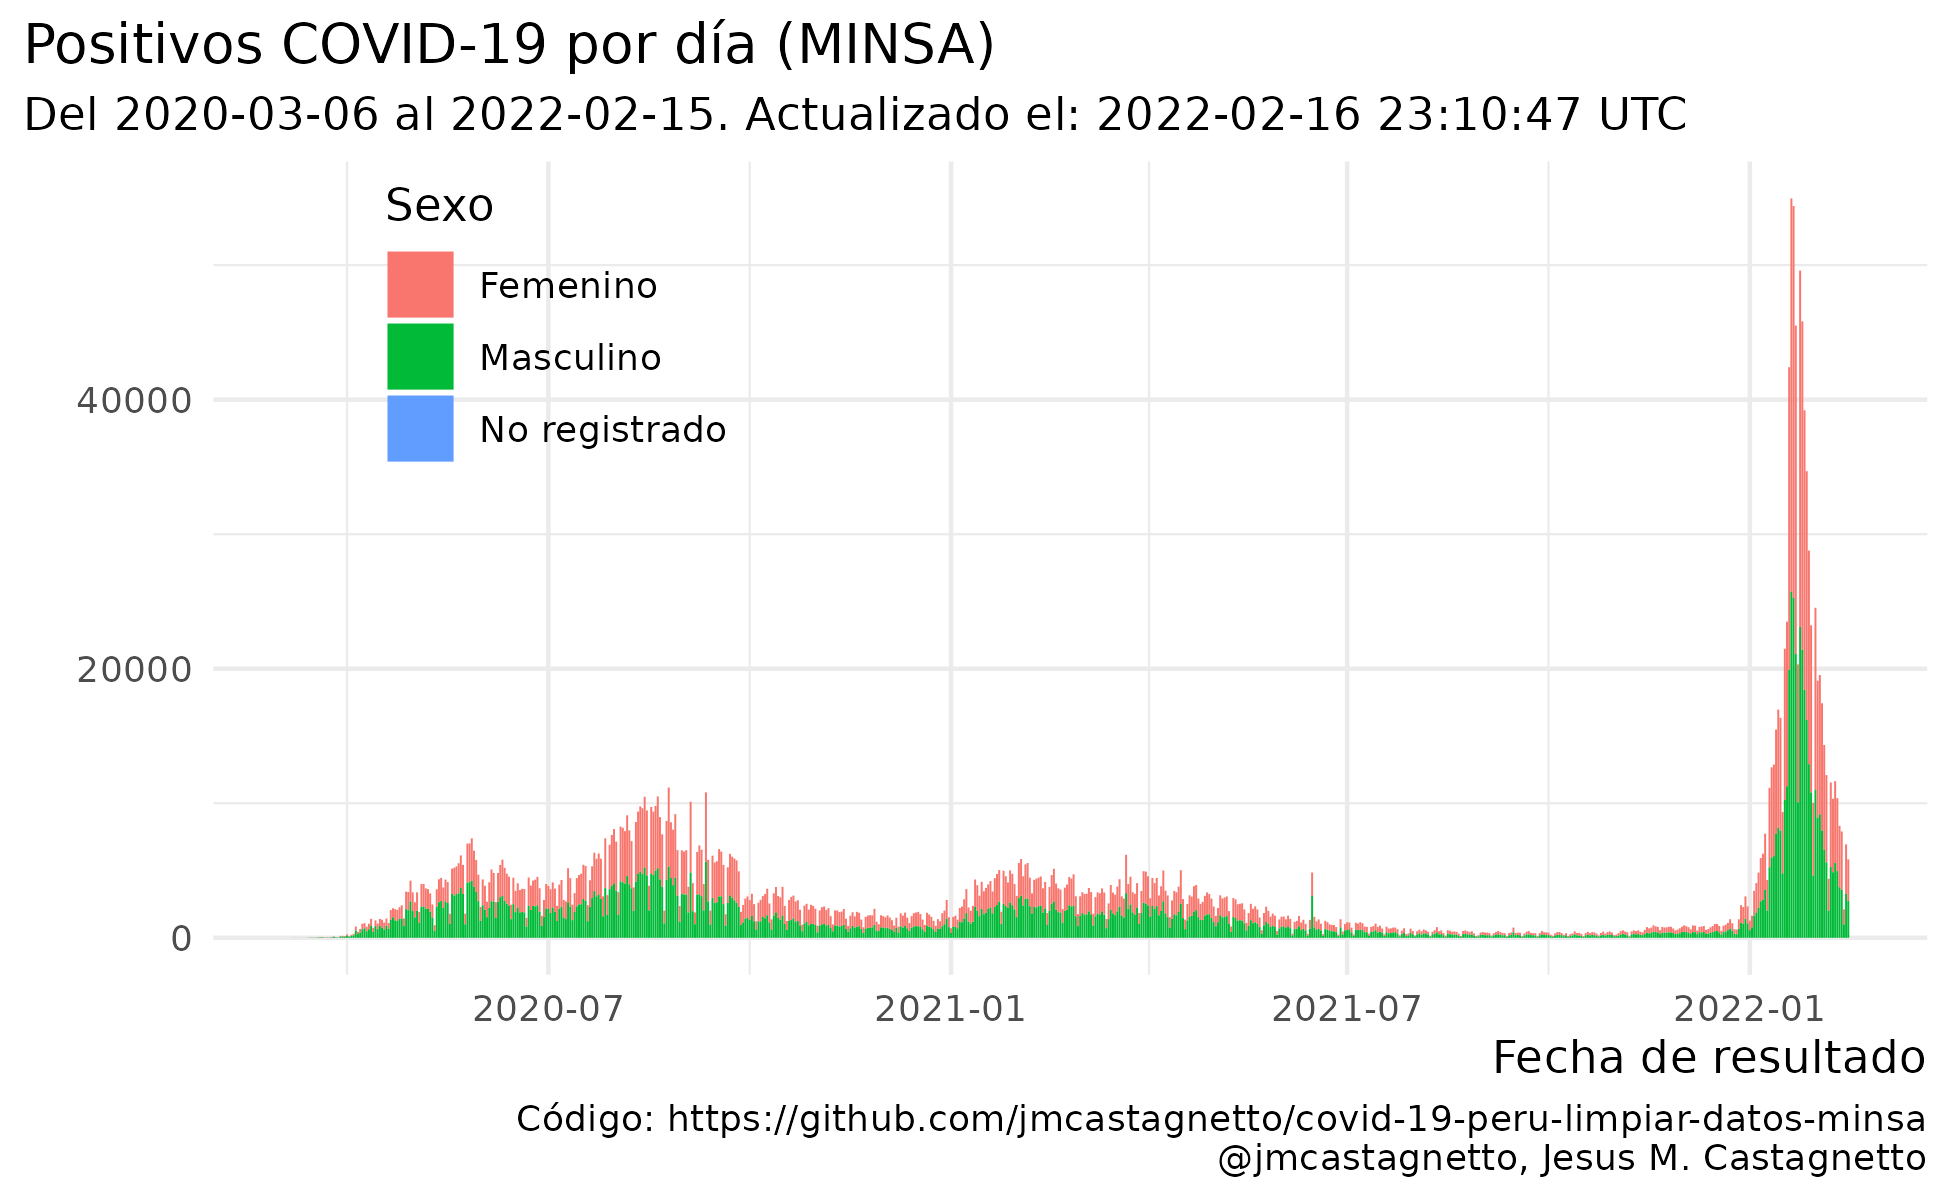 Positivos COVID-19 por día (MINSA)
Del 2020-03-06 al 2022-02-15. Actualizado el: 2022-02-16 23:10:47 UTC
Sexo
Femenino
Masculino
No registrado
40000
20000
0
2020-07
2021-01
2021-07
2022-01
Fecha de resultado
Código: https://github.com/jmcastagnetto/covid-19-peru-limpiar-datos-minsa
@jmcastagnetto, Jesus M. Castagnetto